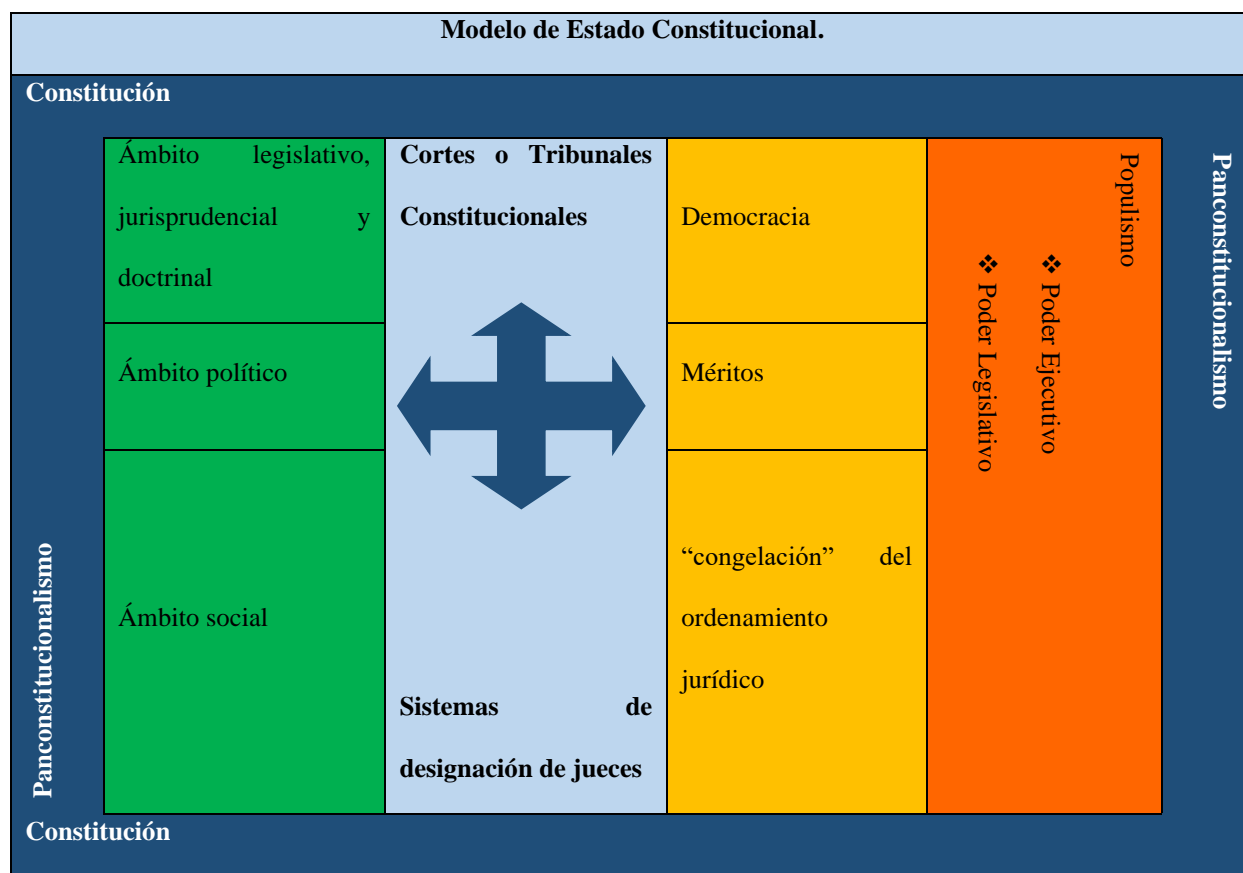 Modelo de Estado Constitucional.
Constitución
Panconstitucionalismo
Ámbito legislativo,
jurisprudencial y
doctrinal
Ámbito político
Ámbito social
Cortes o Tribunales
Constitucionales
Sistemas de
designación de jueces
Democracia
Méritos
“congelación” del
ordenamiento
jurídico
Populismo
❖ Poder Ejecutivo
❖ Poder Legislativo
Panconstitucionalismo
Constitución